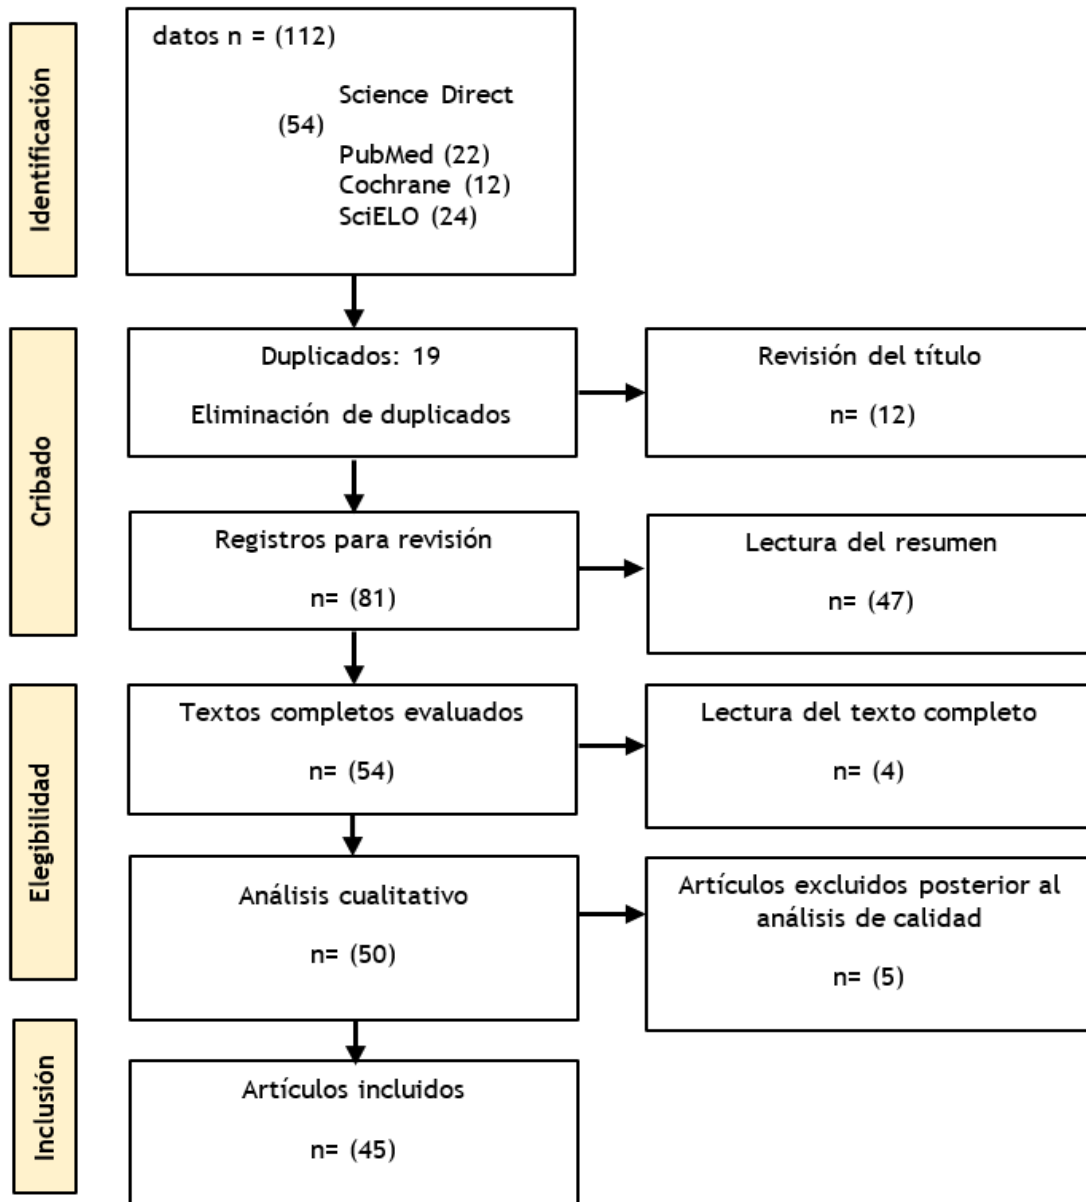 Identificación
datos n = (112)
Science Direct
(54)
PubMed (22)
Cochrane (12)
SciELO (24)
Cribado
Duplicados: 19
Eliminación de duplicados
Revisión del título
n= (12)
Registros para revisión
n= (81)
Lectura del resumen
n= (47)
Elegibilidad
Textos completos evaluados
n= (54)
Lectura del texto completo
n= (4)
Análisis cualitativo
n= (50)
Artículos excluidos posterior al
análisis de calidad
n= (5)
Inclusión
Artículos incluidos
n= (45)